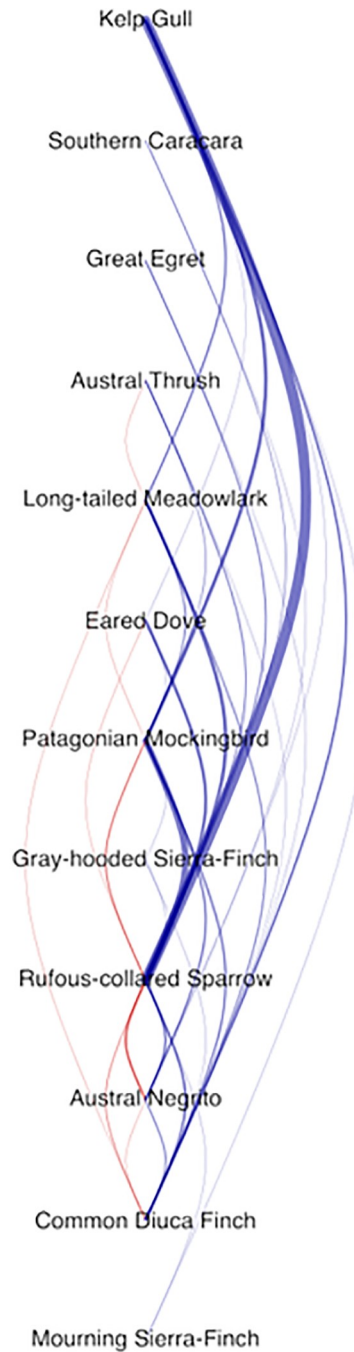 Kelp Gull
Southern Caracara
Great Egret
Austral Thrush
Long-tailed Meadowlark
Eared Dove
Patagonian Mockingbird
Gray-hooded Sierra-Finch
Rufous-collared Sparrow
Austral Negrito
Common Diuca Finch
Mourning Sierra-Finch